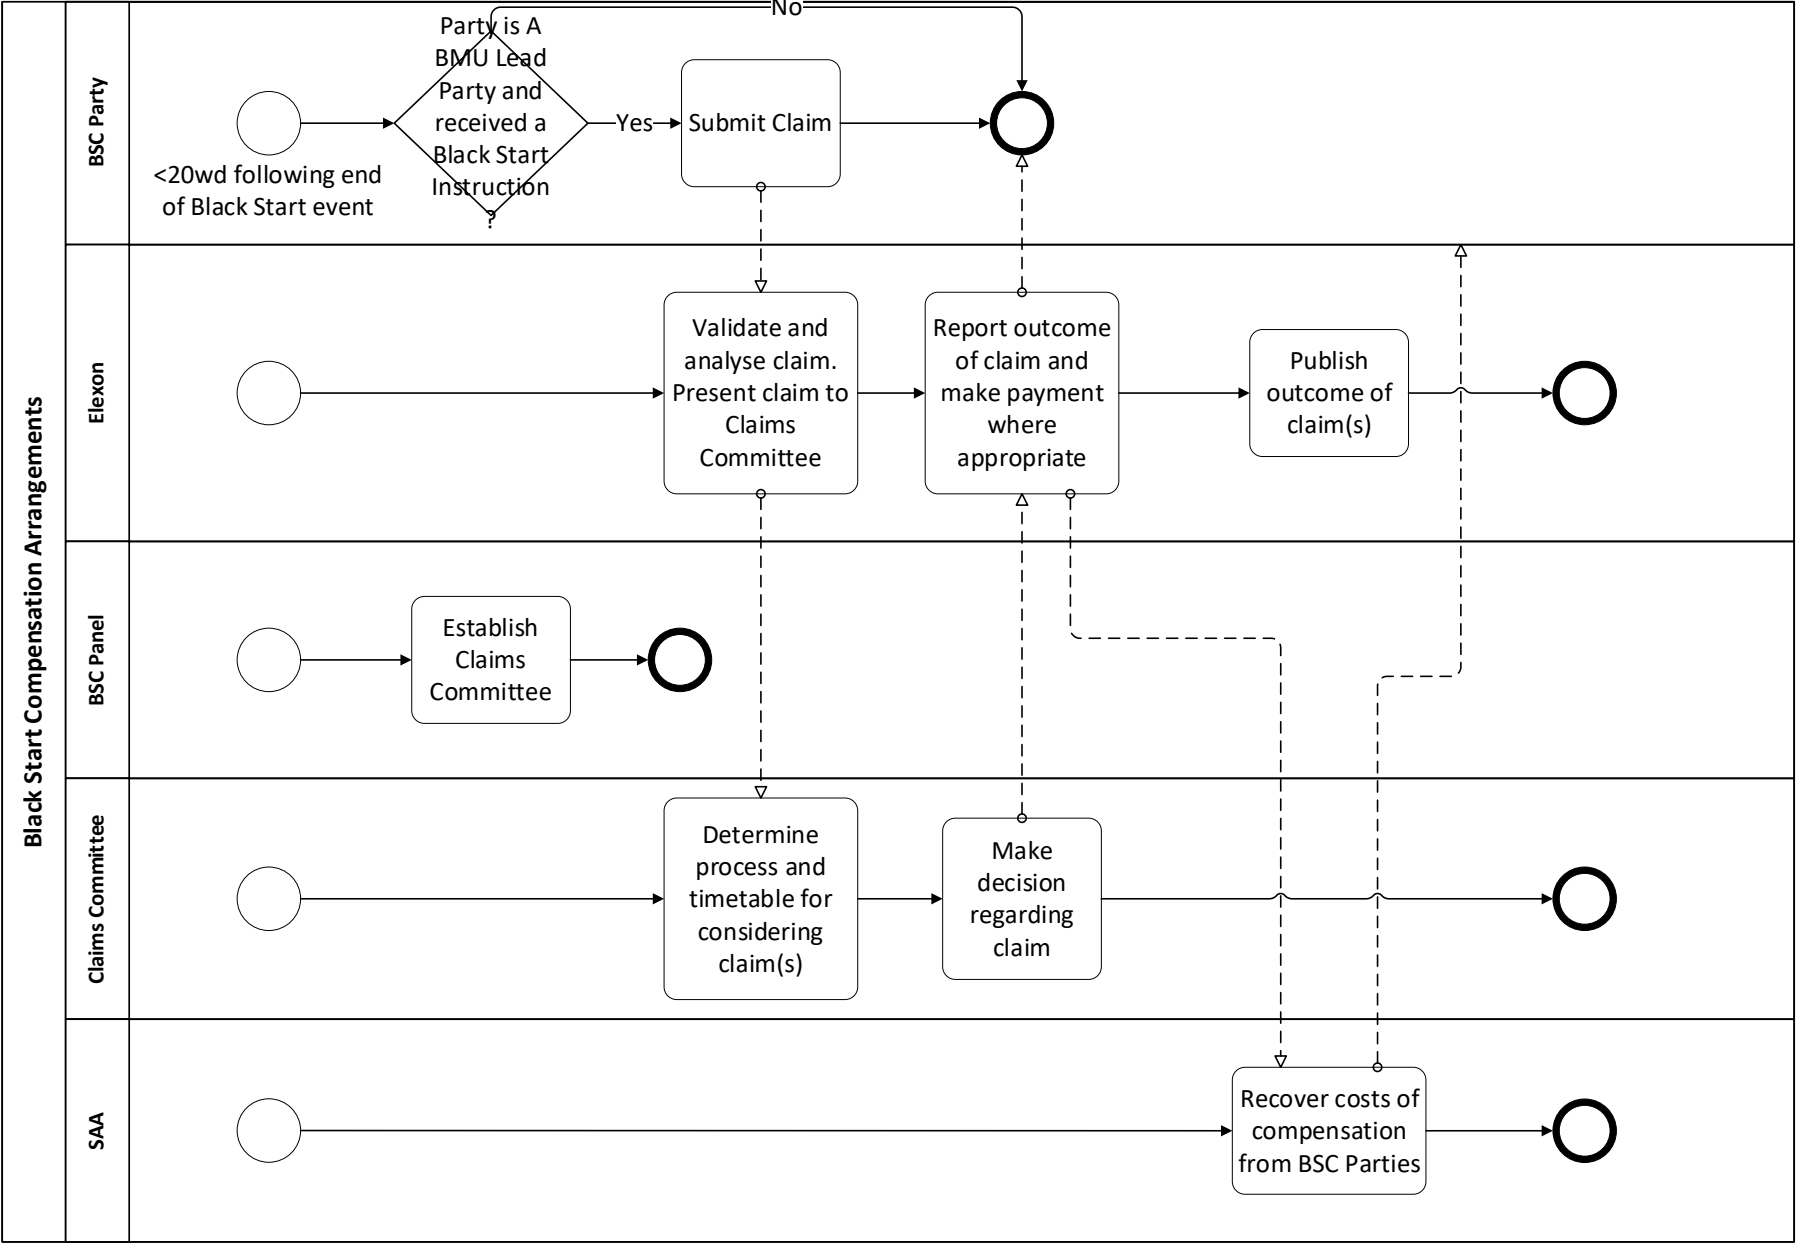 Black Start Compensation Arrangements
BSC Party
No
Party is A
BMU Lead
Party and
received a
Black Start
Instruction
?
<20wd following end
of Black Start event
Yes
Submit Claim
Elexon
Validate and
analyse claim.
Present claim to
Claims
Committee
Report outcome
of claim and
make payment
where
appropriate
Publish
outcome of
claim(s)
BSC Panel
Establish
Claims
Committee
Claims Committee
Determine
process and
timetable for
considering
claim(s)
Make
decision
regarding
claim
SAA
Recover costs of
compensation
from BSC Parties